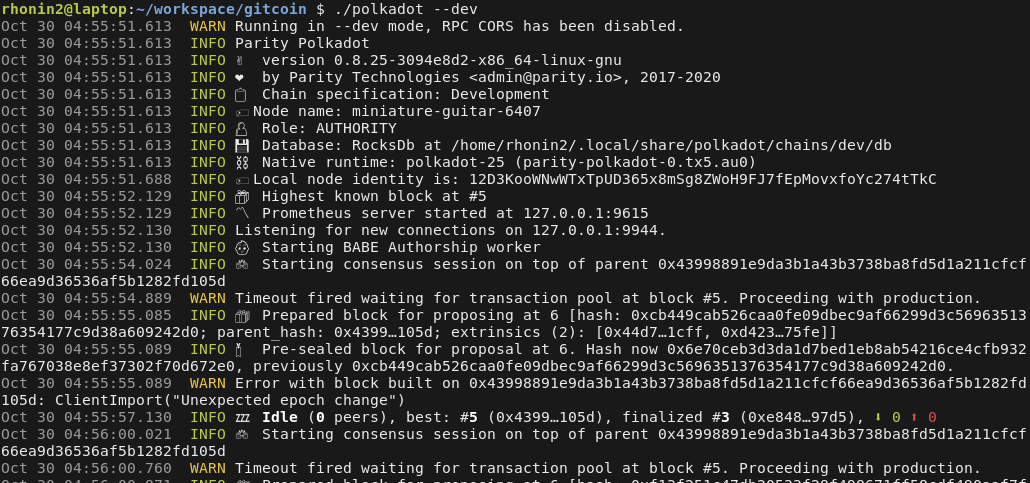 rhonin2@laptop:~/workspace/gitcoin $ ./polkadot --dev
Oct 30 04:55:51.613  WARN Running in --dev mode, RPC CORS has been disabled.
Oct 30 04:55:51.613  INFO Parity Polkadot
Oct 30 04:55:51.613  INFO ✌  version 0.8.25-3094e8d2-x86_64-linux-gnu
Oct 30 04:55:51.613  INFO ❤  by Parity Technologies <admin@parity.io>, 2017-2020
Oct 30 04:55:51.613  INFO 📋  Chain specification: Development
Oct 30 04:55:51.613  INFO 🏷 Node name: miniature-guitar-6407
Oct 30 04:55:51.613  INFO 👤  Role: AUTHORITY
Oct 30 04:55:51.613  INFO 💾  Database: RocksDb at /home/rhonin2/.local/share/polkadot/chains/dev/db
Oct 30 04:55:51.613  INFO ⛓  Native runtime: polkadot-25 (parity-polkadot-0.tx5.au0)
Oct 30 04:55:51.688  INFO 🏷 Local node identity is: 12D3KooWNwWTxTpUD365x8mSg8ZWoH9FJ7fEpMovxfoYc274tTkC
Oct 30 04:55:52.129  INFO 📦  Highest known block at #5
Oct 30 04:55:52.129  INFO 〽  Prometheus server started at 127.0.0.1:9615
Oct 30 04:55:52.130  INFO Listening for new connections on 127.0.0.1:9944.
Oct 30 04:55:52.130  INFO 👶  Starting BABE Authorship worker
Oct 30 04:55:54.024  INFO 🙌  Starting consensus session on top of parent 0x43998891e9da3b1a43b3738ba8fd5d1a211cfcf
66ea9d36536af5b1282fd105d
Oct 30 04:55:54.889  WARN Timeout fired waiting for transaction pool at block #5. Proceeding with production.
Oct 30 04:55:55.085  INFO 🎁  Prepared block for proposing at 6 [hash: 0xcb449cab526caa0fe09dbec9af66299d3c56963513
76354177c9d38a609242d0; parent_hash: 0x4399…105d; extrinsics (2): [0x44d7…1cff, 0xd423…75fe]]
Oct 30 04:55:55.089  INFO 🔖  Pre-sealed block for proposal at 6. Hash now 0x6e70ceb3d3da1d7bed1eb8ab54216ce4cfb932
fa767038e8ef37302f70d672e0, previously 0xcb449cab526caa0fe09dbec9af66299d3c5696351376354177c9d38a609242d0.
Oct 30 04:55:55.089  WARN Error with block built on 0x43998891e9da3b1a43b3738ba8fd5d1a211cfcf66ea9d36536af5b1282fd
105d: ClientImport("Unexpected epoch change")
Oct 30 04:55:57.130  INFO 💤 Idle (0 peers), best: #5 (0x4399…105d), finalized #3 (0xe848…97d5), ⬇ 0 ⬆ 0
Oct 30 04:56:00.021  INFO 🙌  Starting consensus session on top of parent 0x43998891e9da3b1a43b3738ba8fd5d1a211cfcf
66ea9d36536af5b1282fd105d
Oct 30 04:56:00.760  WARN Timeout fired waiting for transaction pool at block #5. Proceeding with production.